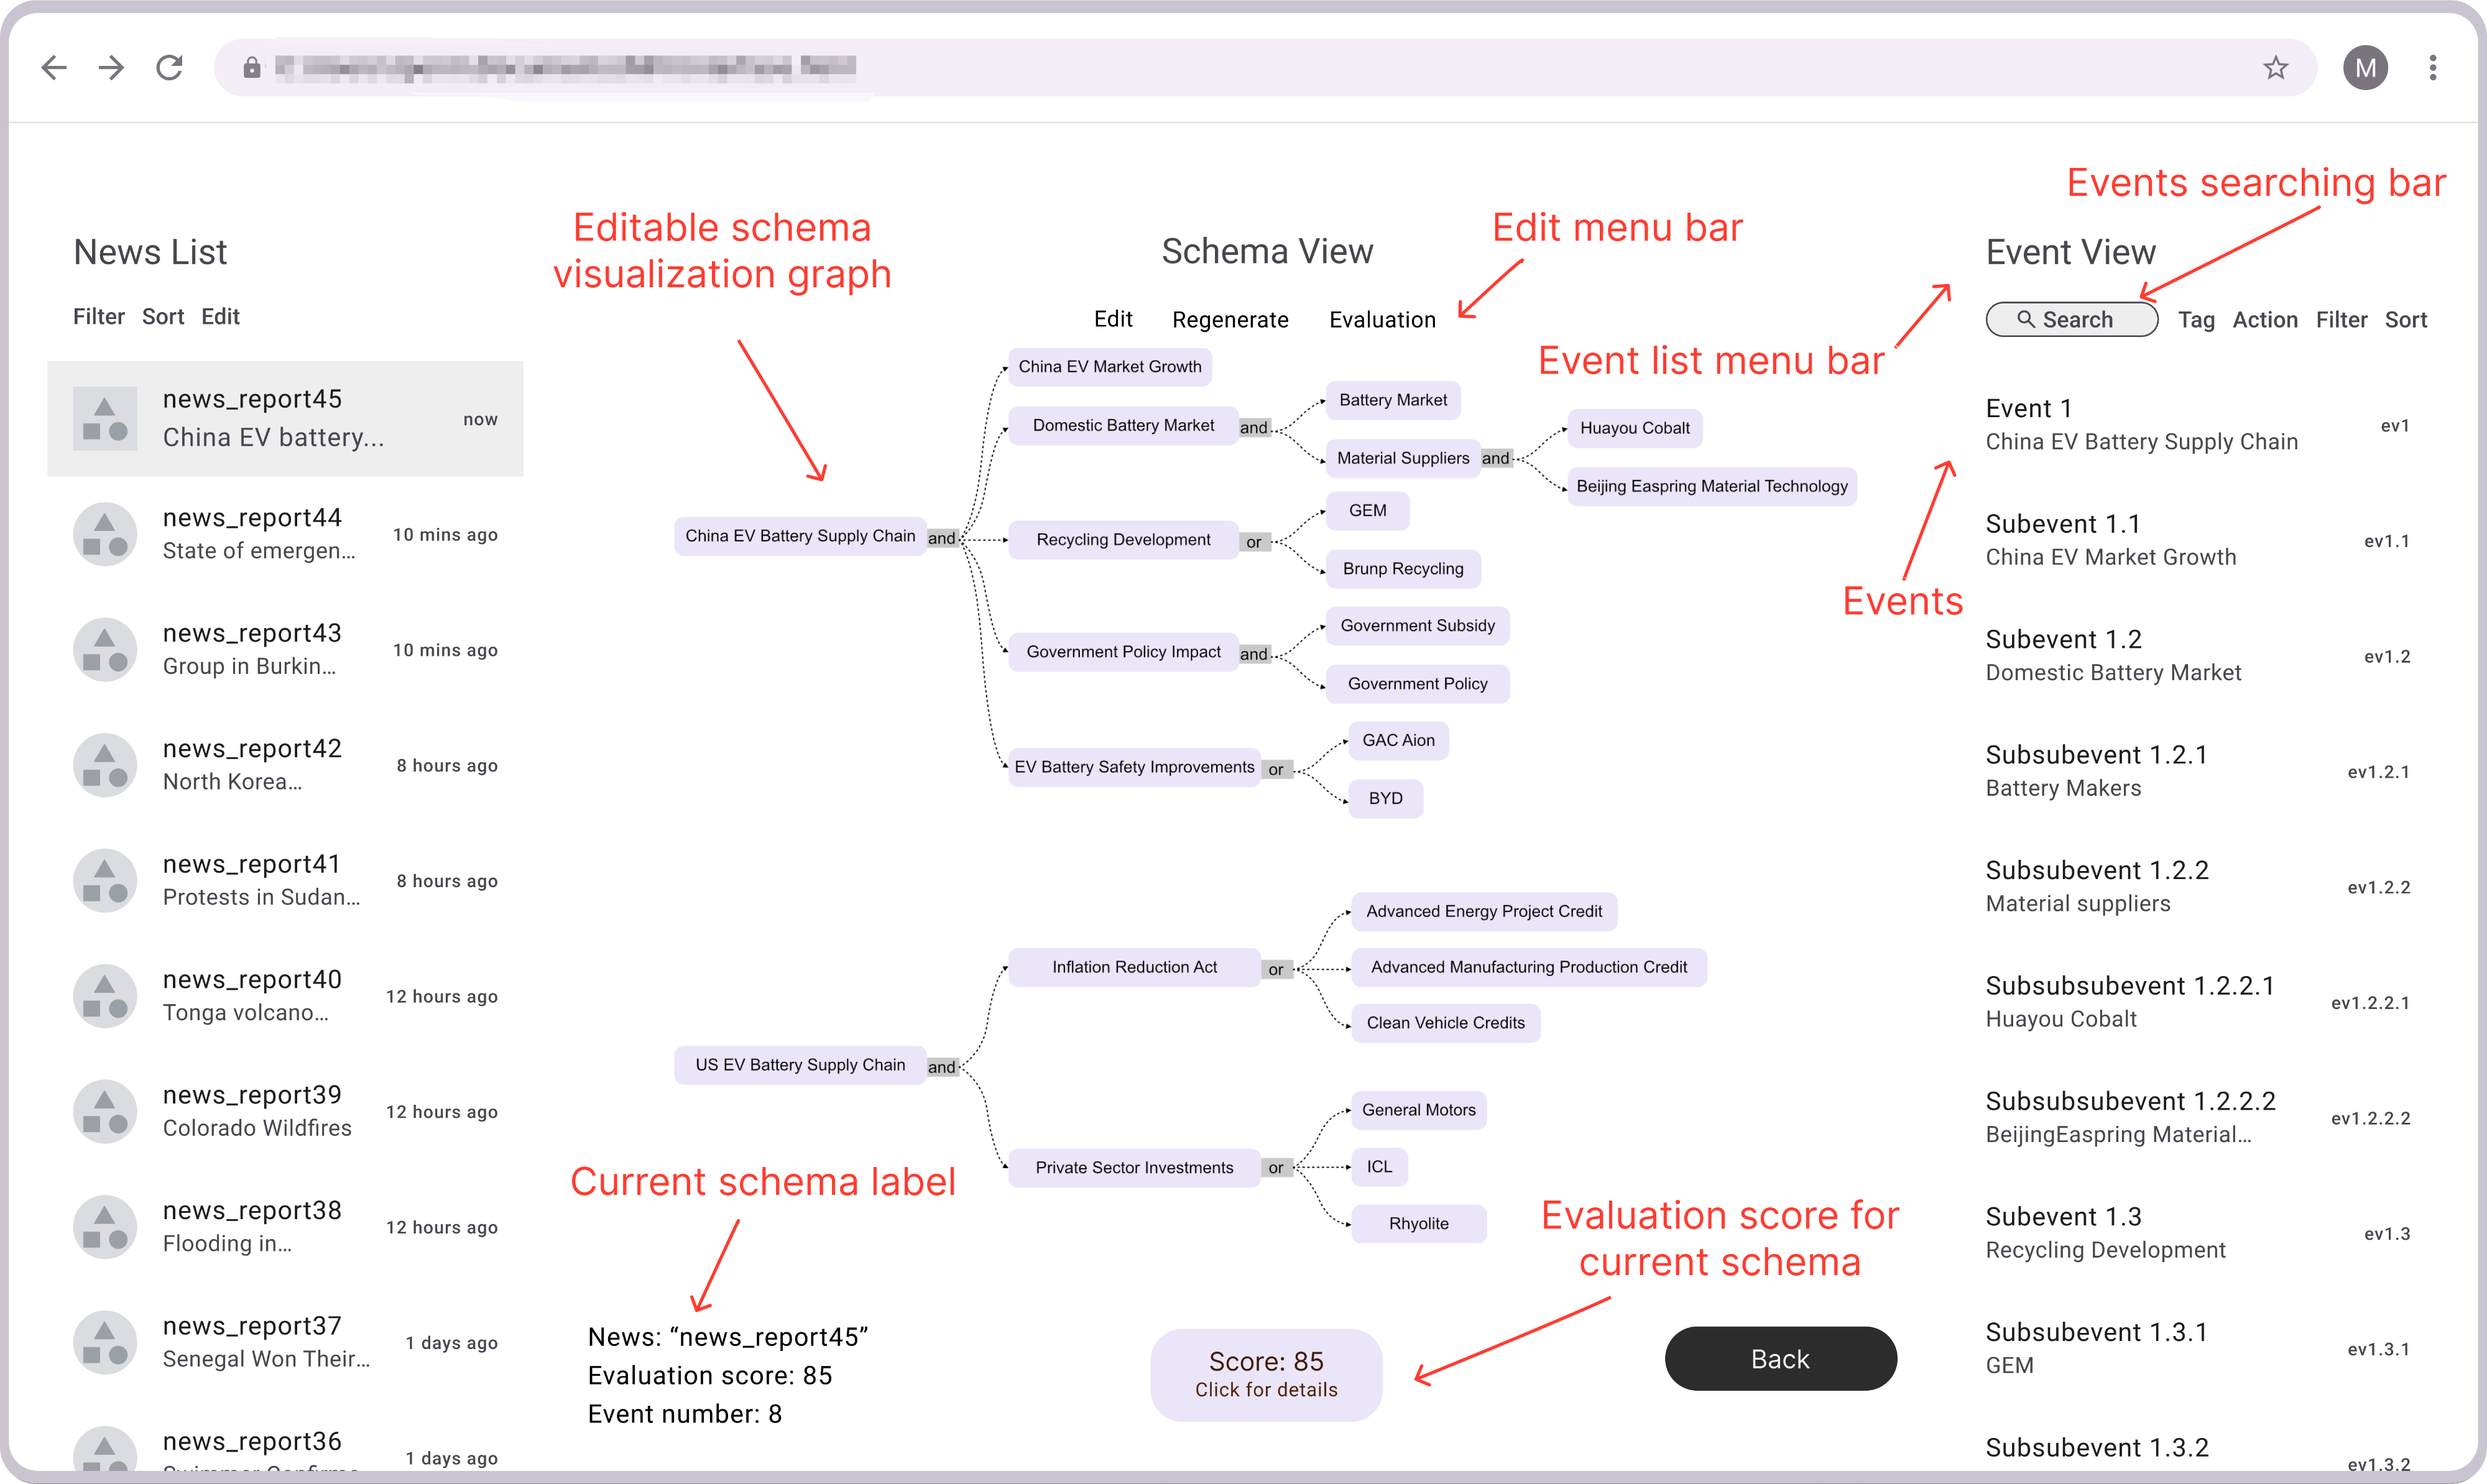 M
Events searching bar
Editable schema
visualization graph
Edit menu bar
News List
Schema View
Event View
Filter Sort Edit
Edit Regenerate Evaluation
Search Tag Action Filter Sort
Event list menu bar
news_report45
China EV battery...
now
news_report44
State of emergen...
10 mins ago
news_report43
Group in Burkin...
10 mins ago
news_report42
North Korea...
8 hours ago
news_report41
Protests in Sudan...
8 hours ago
news_report40
Tonga volcano...
12 hours ago
news_report39
Colorado Wildfires
12 hours ago
news_report38
Flooding in...
12 hours ago
news_report37
Senegal Won Their...
1 days ago
news_report36
1 days ago
China EV Battery Supply Chain
and
China EV Market Growth
Domestic Battery Market
and
Battery Market
Material Suppliers
and
Huayou Cobalt
Beijing Easpring Material Technology
Recycling Development
or
GEM
Brunp Recycling
Government Policy Impact
and
Government Subsidy
Government Policy
EV Battery Safety Improvements
or
GAC Aion
BYD
US EV Battery Supply Chain
and
Inflation Reduction Act
or
Advanced Energy Project Credit
Advanced Manufacturing Production Credit
Clean Vehicle Credits
Private Sector Investments
or
General Motors
ICL
Rhyolite
Current schema label
News: “news_report45”
Evaluation score: 85
Event number: 8
Evaluation score for
current schema
Score: 85
Click for details
Back
Events
Event 1
China EV Battery Supply Chain
ev1
Subevent 1.1
China EV Market Growth
ev1.1
Subevent 1.2
Domestic Battery Market
ev1.2
Subsubevent 1.2.1
Battery Makers
ev1.2.1
Subsubevent 1.2.2
Material suppliers
ev1.2.2
Subsubsubevent 1.2.2.1
Huayou Cobalt
ev1.2.2.1
Subsubsubevent 1.2.2.2
BeijingEaspring Material...
ev1.2.2.2
Subevent 1.3
Recycling Development
ev1.3
Subsubevent 1.3.1
GEM
ev1.3.1
Subsubevent 1.3.2
ev1.3.2